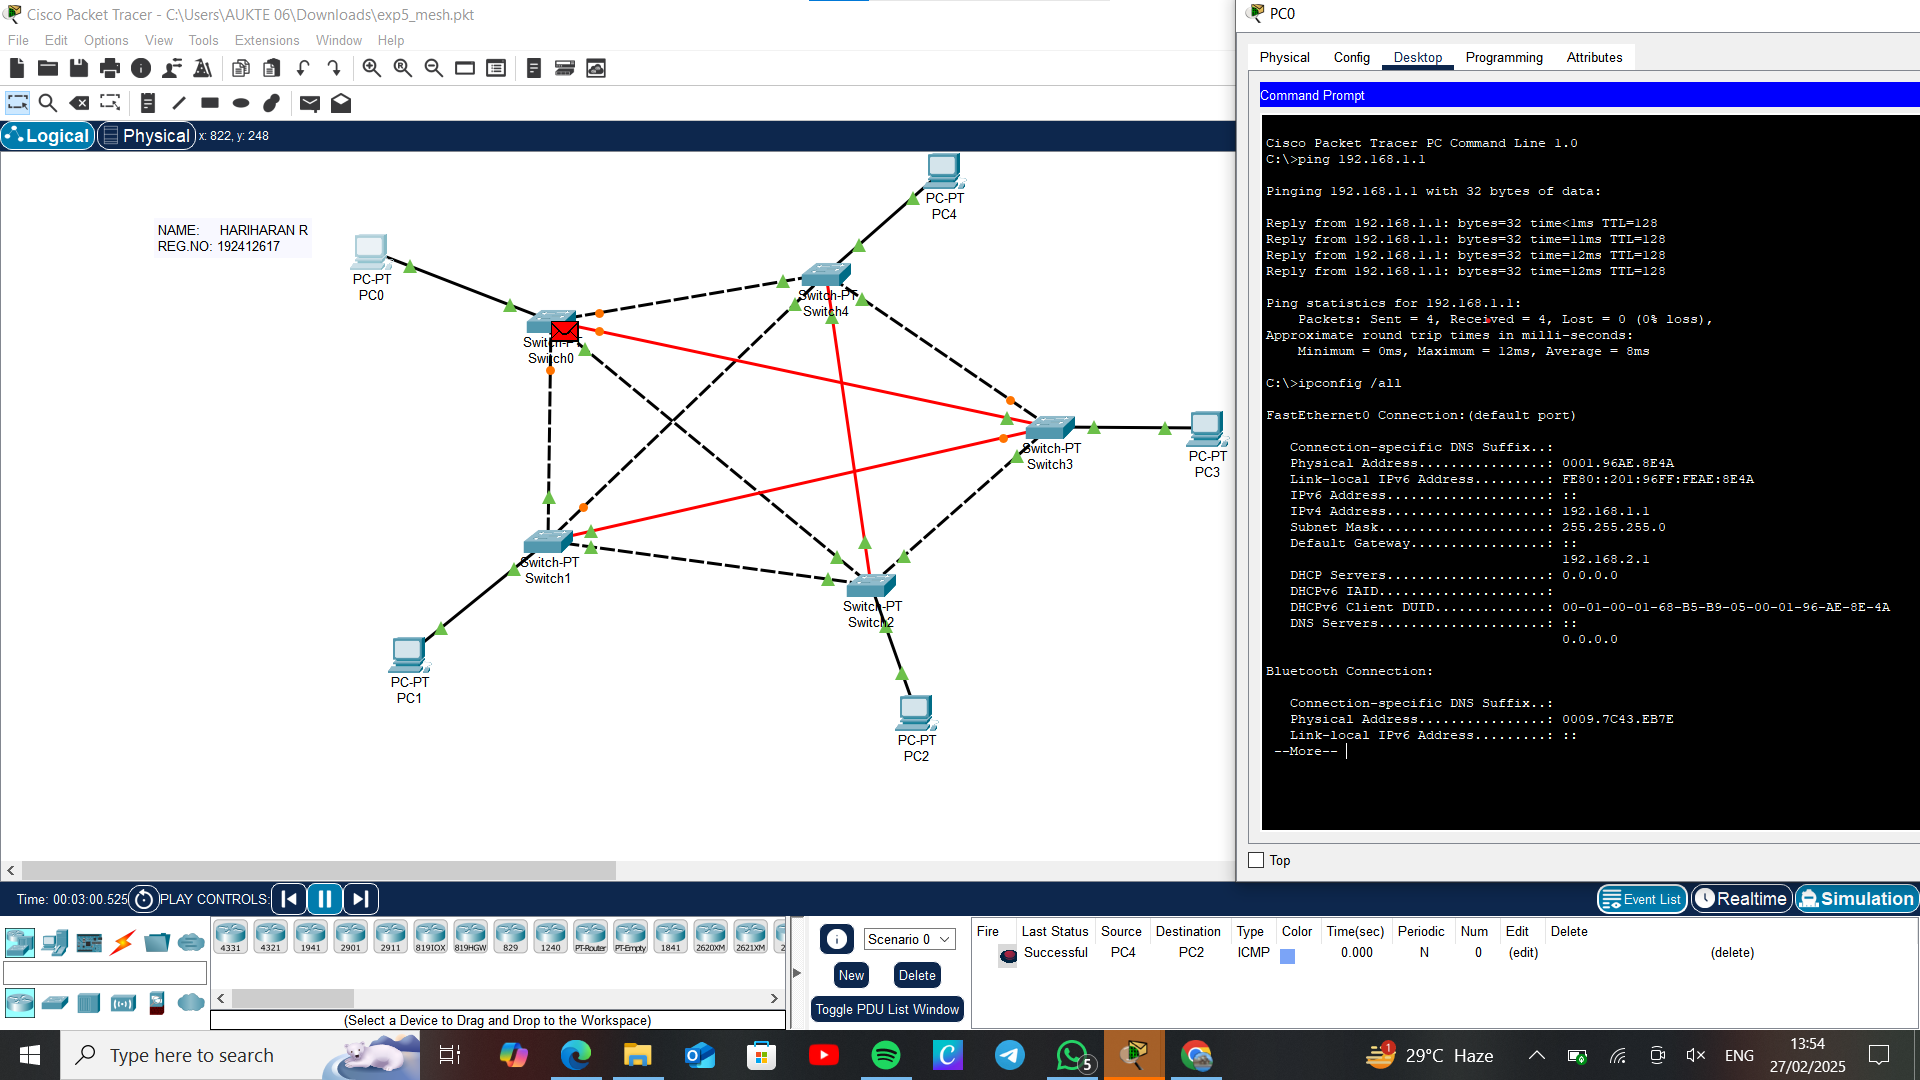 Cisco Packet Tracer - C:\Users\AUKTE 06\Downloads\exp5_mesh.pkt
File Edit Options View Tools Extensions Window Help
Logical Physical x: 822, y: 248
NAME: HARIHARAN R
REG.NO: 192412617
PC-PT
PC4
PC-PT
PC0
Switch-PT
Switch4
Switch-PT
Switch0
Switch-PT
Switch3
PC-PT
PC3
Switch-PT
Switch1
Switch-PT
Switch2
PC-PT
PC1
PC-PT
PC2
PC0
Physical Config Desktop Programming Attributes
Command Prompt
Cisco Packet Tracer PC Command Line 1.0
C:\>ping 192.168.1.1
Pinging 192.168.1.1 with 32 bytes of data:
Reply from 192.168.1.1: bytes=32 time<1ms TTL=128
Reply from 192.168.1.1: bytes=32 time=11ms TTL=128
Reply from 192.168.1.1: bytes=32 time=12ms TTL=128
Reply from 192.168.1.1: bytes=32 time=12ms TTL=128
Ping statistics for 192.168.1.1:
Packets: Sent = 4, Received = 4, Lost = 0 (0% loss),
Approximate round trip times in milli-seconds:
Minimum = 0ms, Maximum = 12ms, Average = 8ms
C:\>ipconfig /all
FastEthernet0 Connection:(default port)
Connection-specific DNS Suffix..:
Physical Address................: 0001.96AE.8E4A
Link-local IPv6 Address.........: FE80::201:96FF:FEAE:8E4A
IPv6 Address....................: ::
IPv4 Address....................: 192.168.1.1
Subnet Mask.....................: 255.255.255.0
Default Gateway.................: ::
192.168.2.1
DHCP Servers....................: 0.0.0.0
DHCPv6 IAID.....................:
DHCPv6 Client DUID..............: 00-01-00-01-68-B5-B9-05-00-01-96-AE-8E-4A
DNS Servers.....................: ::
0.0.0.0
Bluetooth Connection:
Connection-specific DNS Suffix..:
Physical Address................: 0009.7C43.EB7E
Link-local IPv6 Address.........: ::
--More--
Top
Time: 00:03:00.525 PLAY CONTROLS:
Event List Realtime Simulation
4331 4321 1941 2901 2911 819IOX 819HGW 829 1240 PT-Router PT-Empty 1841 2620XM 2621XM 2
(Select a Device to Drag and Drop to the Workspace)
Scenario 0
New Delete
Toggle PDU List Window
Fire Last Status Source Destination Type Color Time(sec) Periodic Num Edit Delete
Successful PC4 PC2 ICMP 0.000 N 0 (edit) (delete)
Type here to search
5
1
29°C Haze
ENG
13:54
27/02/2025